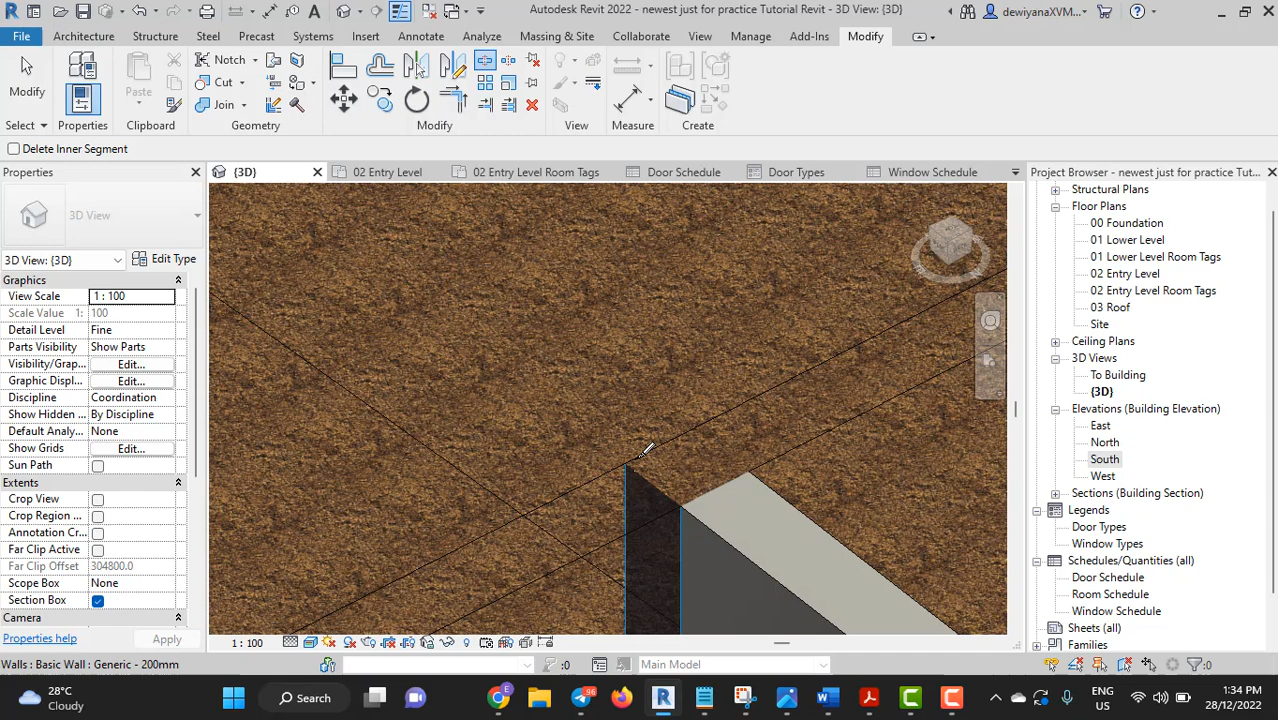 Autodesk Revit 2022 - newest just for practice Tutorial Revit - 3D View: {3D}
dewiyanaXVM...
File
Architecture
Structure
Steel
Precast
Systems
Insert
Annotate
Analyze
Massing & Site
Collaborate
View
Manage
Add-Ins
Modify
Modify
Paste
Notch
Cut
Join
Select
Properties
Clipboard
Geometry
Modify
View
Measure
Create
Delete Inner Segment
Properties
{3D}
02 Entry Level
02 Entry Level Room Tags
Door Schedule
Door Types
Window Schedule
Project Browser - newest just for practice Tut...
3D View
3D View: {3D}
Edit Type
Graphics
View Scale
1 : 100
Scale Value 1:
100
Detail Level
Fine
Parts Visibility
Show Parts
Visibility/Grap...
Edit...
Graphic Displ...
Edit...
Discipline
Coordination
Show Hidden ...
By Discipline
Default Analy...
None
Show Grids
Edit...
Sun Path
Extents
Crop View
Crop Region ...
Annotation Cr...
Far Clip Active
Far Clip Offset
304800.0
Scope Box
None
Section Box
Camera
Properties help
Apply
Structural Plans
Floor Plans
00 Foundation
01 Lower Level
01 Lower Level Room Tags
02 Entry Level
02 Entry Level Room Tags
03 Roof
Site
Ceiling Plans
3D Views
To Building
{3D}
Elevations (Building Elevation)
East
North
South
West
Sections (Building Section)
Legends
Door Types
Window Types
Schedules/Quantities (all)
Door Schedule
Room Schedule
Window Schedule
Sheets (all)
Families
1 : 100
Walls : Basic Wall : Generic - 200mm
:0
Main Model
:0
28°C
Cloudy
Search
96
ENG
US
1:34 PM
28/12/2022